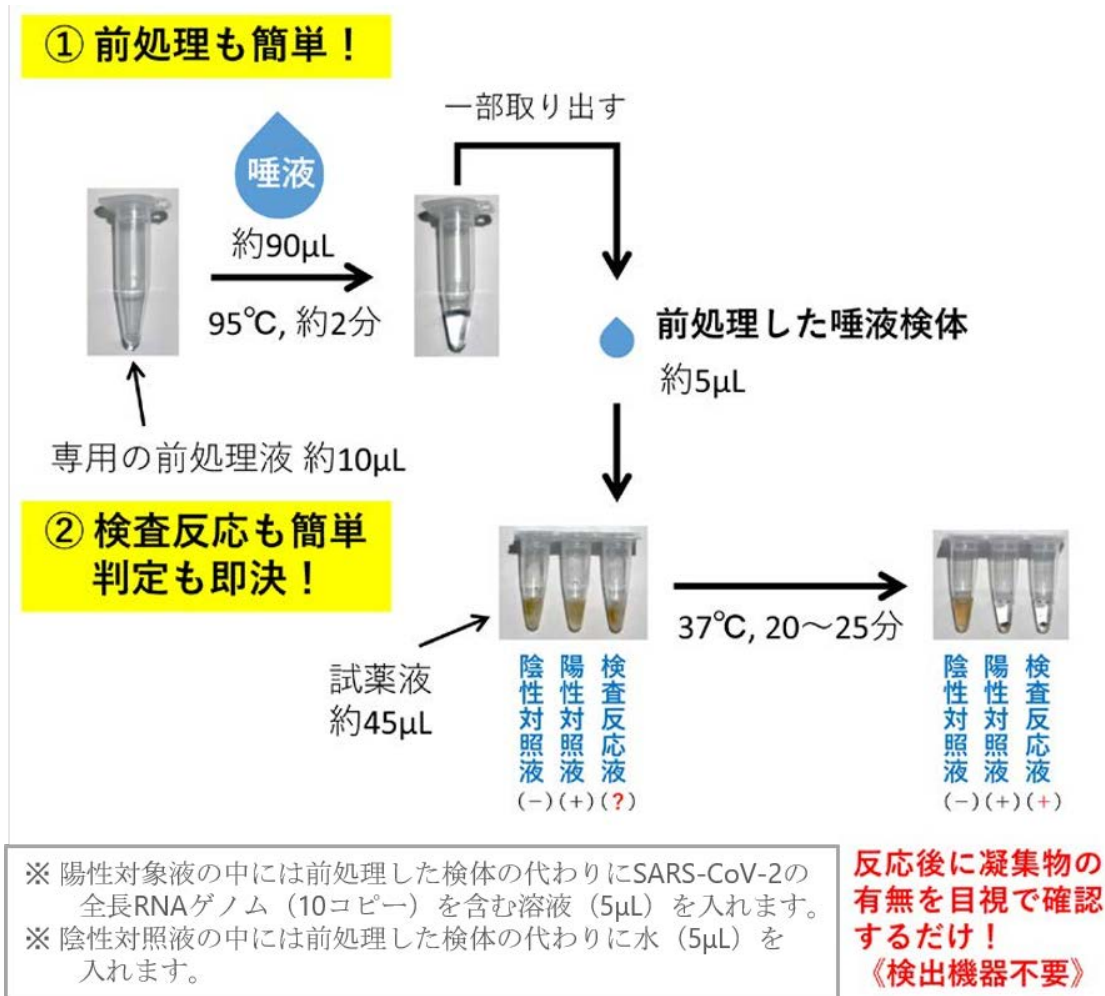 ① 前処理も簡単！
一部取り出す
唾液
約90μL
95℃, 約2分
前処理した唾液検体
約5μL
専用の前処理液 約10μL
② 検査反応も簡単
判定も即決！
37℃, 20～25分
試薬液
約45μL
陰性対照液
陽性対照液
検査反応液
(−)(+)(?)
陰性対照液
陽性対照液
検査反応液
(−)(+)(+)
※ 陽性対象液の中には前処理した検体の代わりにSARS-CoV-2の
全長RNAゲノム（10コピー）を含む溶液（5μL）を入れます。
※ 陰性対照液の中には前処理した検体の代わりに水（5μL）を
入れます。
反応後に凝集物の
有無を目視で確認
するだけ！
《検出機器不要》